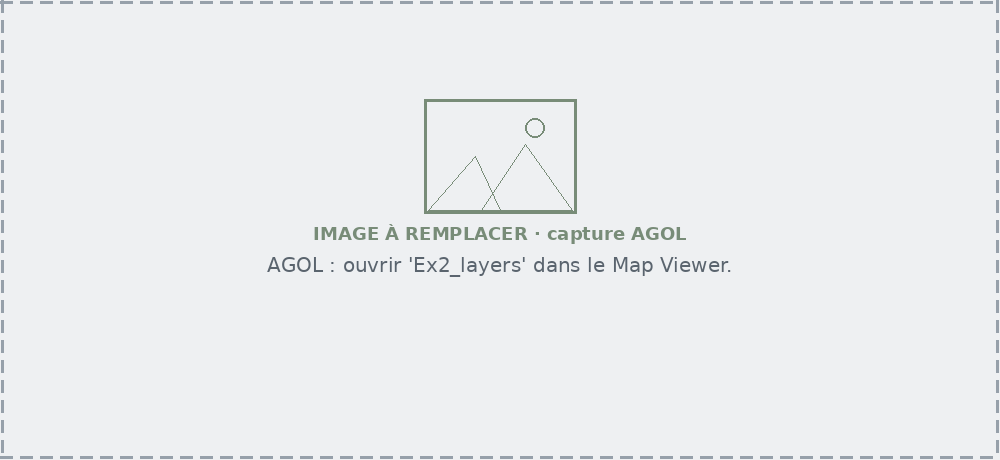 IMAGE À REMPLACER · capture AGOL
AGOL : ouvrir 'Ex2_layers' dans le Map Viewer.